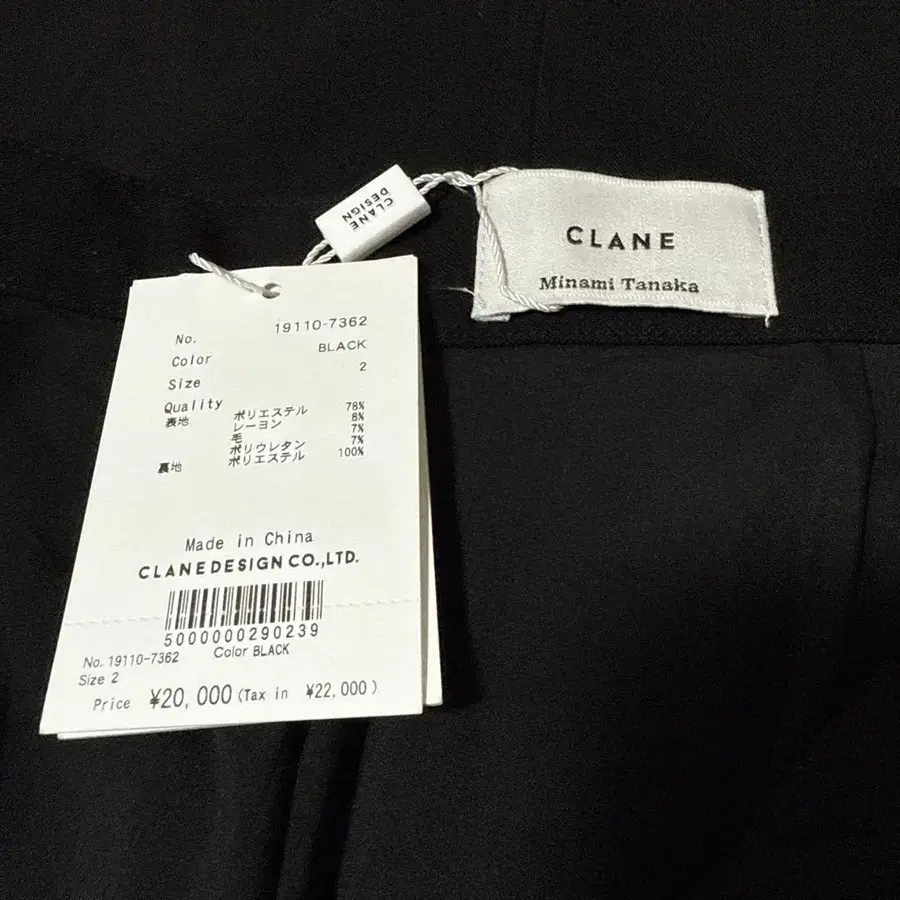 CLANE
DESIGN
CLANE
Minami Tanaka
No. 19110-7362
Color BLACK
Size 2
Quality
表地 ポリエステル 78%
レーヨン 8%
毛 7%
ポリウレタン 7%
裏地 ポリエステル 100%
Made in China
CLANEDESIGN CO.,LTD.
5000000290239
No. 19110-7362 Color BLACK
Size 2
Price ¥20,000 (Tax in ¥22,000)